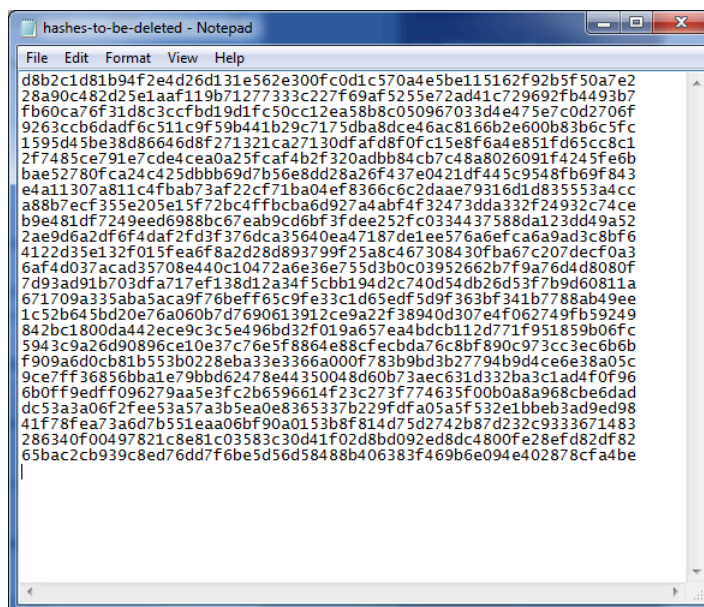 hashes-to-be-deleted - Notepad
File Edit Format View Help
d8b2c1d81b94f2e4d26d131e562e300fc0d1c570a4e5be115162f92b5f50a7e2
28a90c482d25e1aaf119b71277333c227f69af5255e72ad41c729692fb4493b7
fb60ca76f31d8c3ccfbd19d1fc50cc12ea58b8c050967033d4e475e7c0d2706f
9263ccb6dadf6c511c9f59b441b29c7175dba8dce46ac8166b2e600b83b6c5fc
1595d45be38d86646d8f271321ca27130dfafd8f0fc15e8f6a4e851fd65cc8c1
2f7485ce791e7cde4cea0a25fcaf4b2f320adbb84cb7c48a8026091f4245fe6b
bae52780fca24c425dbbb69d7b56e8dd28a26f437e0421df445c9548fb69f843
e4a11307a811c4fbab73af22cf71ba04ef8366c6c2daae79316d1d835553a4cc
a88b7ecf355e205e15f72bc4ffbcba6d927a4abf4f32473dda332f24932c74ce
b9e481df7249eed6988bc67eab9cd6bf3fdee252fc0334437588da123dd49a52
2ae9d6a2df6f4daf2fd3f376dca35640ea47187de1ee576a6efca6a9ad3c8bf6
4122d35e132f015fea6f8a2d28d893799f25a8c467308430fba67c207decf0a3
6af4d037acad35708e440c10472a6e36e755d3b0c03952662b7f9a76d4d8080f
7d93ad91b703dfa717ef138d12a34f5cbb194d2c740d54db26d53f7b9d60811a
671709a335aba5aca9f76beff65c9fe33c1d65edf5d9f363bf341b7788ab49ee
1c52b645bd20e76a060b7d7690613912ce9a22f38940d307e4f062749fb59249
842bc1800da442ece9c3c5e496bd32f019a657ea4bdcb112d771f951859b06fc
5943c9a26d90896ce10e37c76e5f8864e88cfecbda76c8bf890c973cc3ec6b6b
f909a6d0cb81b553b0228eba33e3366a000f783b9bd3b27794b9d4ce6e38a05c
9ce7ff36856bba1e79bbd62478e44350048d60b73aec631d332ba3c1ad4f0f96
6b0ff9edff096279aa5e3fc2b6596614f23c273f774635f00b0a8a968cbe6dad
dc53a3a06f2fee53a57a3b5ea0e8365337b229fdfa05a5f532e1bbeb3ad9ed98
41f78fea73a6d7b551eaa06bf90a0153b8f814d75d2742b87d232c9333671483
286340f00497821c8e81c03583c30d41f02d8bd092ed8dc4800fe28efd82df82
65bac2cb939c8ed76dd7f6be5d56d58488b406383f469b6e094e402878cfa4be